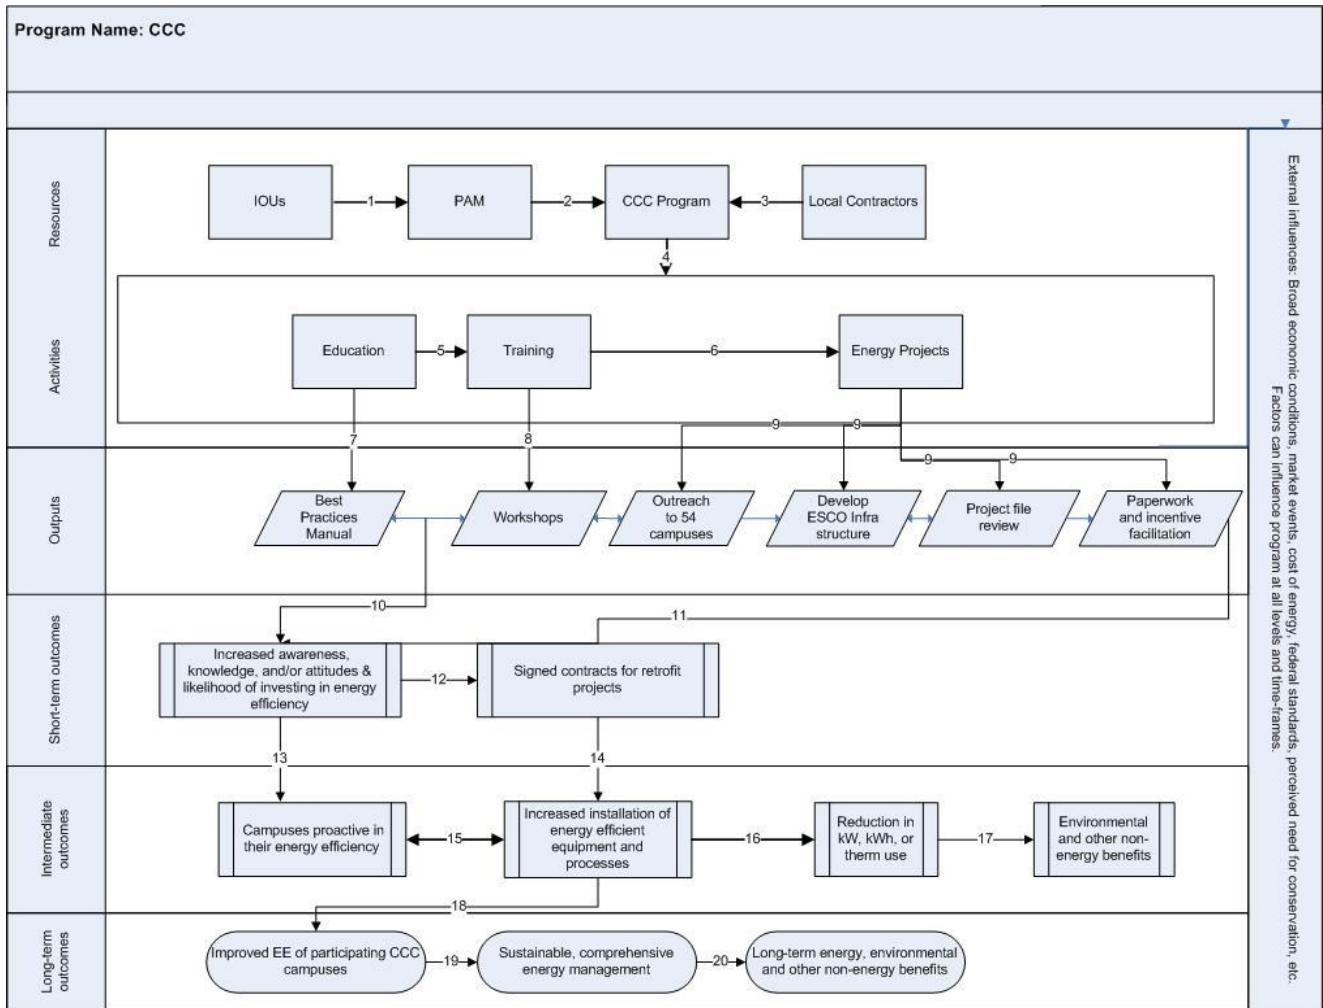 Program Name: CCC
Resources
IOUs
1
PAM
2
CCC Program
3
Local Contractors
4
Activities
Education
5
Training
6
Energy Projects
7
8
9
9
9
9
Outputs
Best
Practices
Manual
Workshops
Outreach
to 54
campuses
Develop
ESCO Infra
structure
Project file
review
Paperwork
and incentive
facilitation
10
11
Short-term outcomes
Increased awareness,
knowledge, and/or attitudes &
likelihood of investing in energy
efficiency
12
Signed contracts for retrofit
projects
13
14
Intermediate
outcomes
Campuses proactive in
their energy efficiency
15
Increased installation of
energy efficient
equipment and
processes
16
Reduction in
kW, kWh, or
therm use
17
Environmental
and other non-
energy benefits
18
Long-term
outcomes
Improved EE of participating CCC
campuses
19
Sustainable, comprehensive
energy management
20
Long-term energy, environmental
and other non-energy benefits
External influences: Broad economic conditions, market events, cost of energy, federal standards, perceived need for conservation, etc.
Factors can influence program at all levels and time-frames.